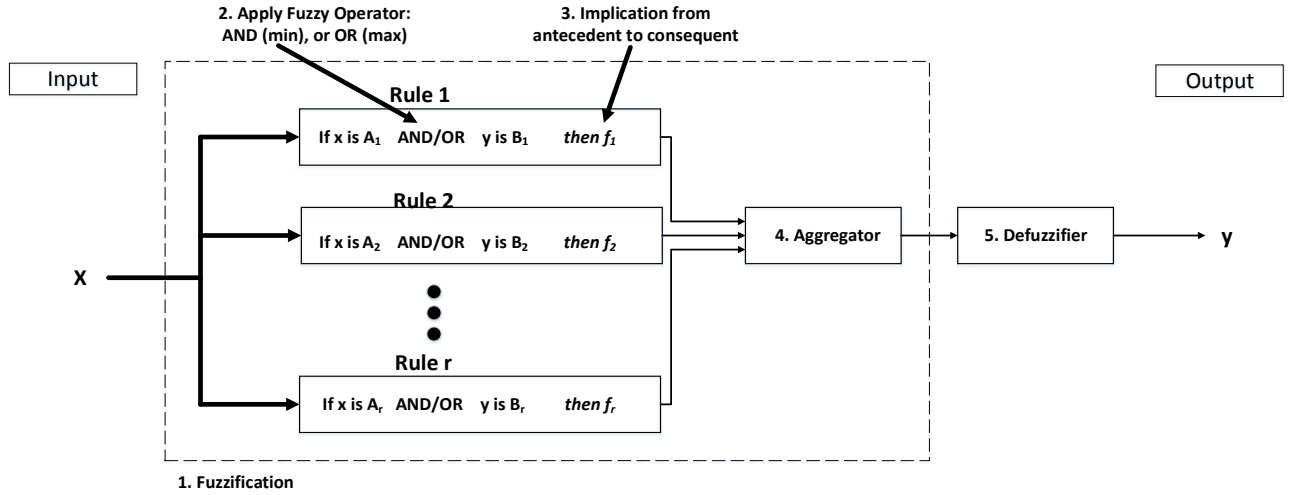 2. Apply Fuzzy Operator:
AND (min), or OR (max)
3. Implication from
antecedent to consequent
Input
Output
Rule 1
If x is A₁ AND/OR y is B₁ then f₁
Rule 2
If x is A₂ AND/OR y is B₂ then f₂
4. Aggregator
5. Defuzzifier
y
X
Rule r
If x is Aᵣ AND/OR y is Bᵣ then fᵣ
1. Fuzzification